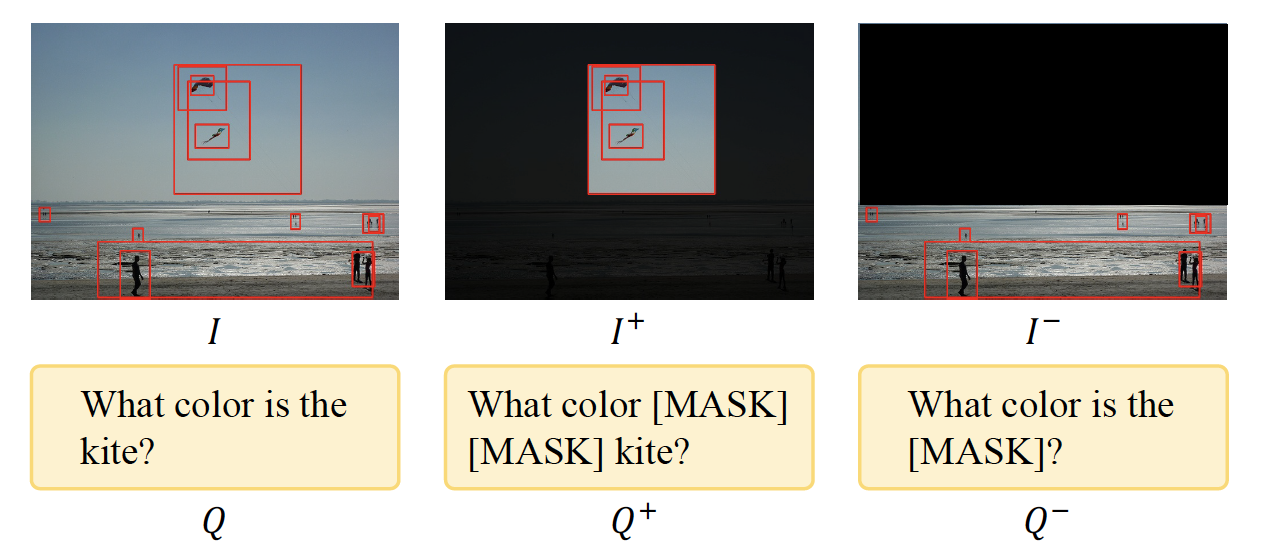 I
I⁺
I⁻
What color is the
kite?
What color [MASK]
[MASK] kite?
What color is the
[MASK]?
Q
Q⁺
Q⁻